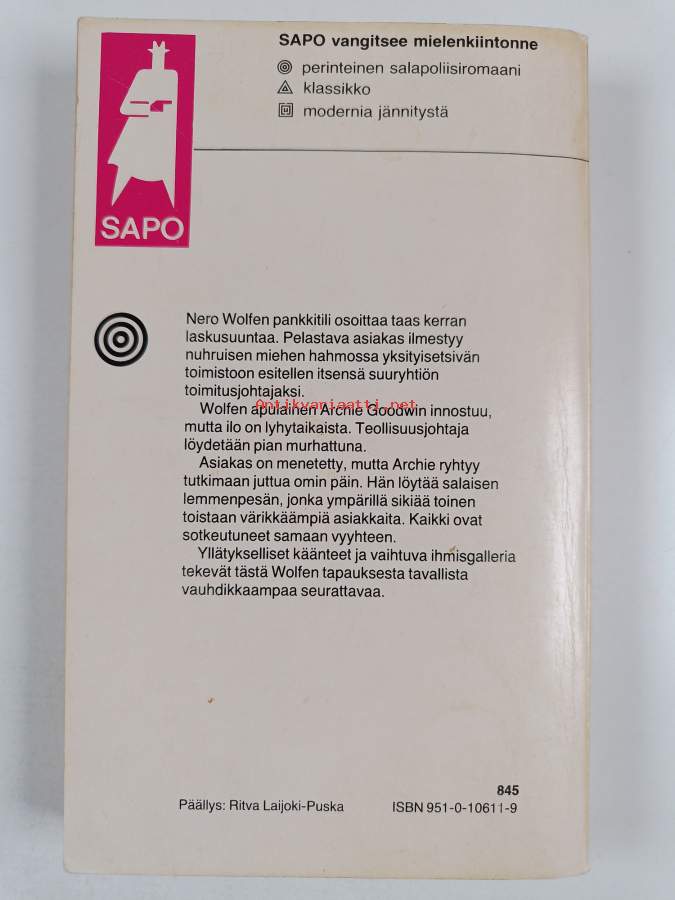 SAPO vangitsee mielenkiintonne
perinteinen salapoliisiromaani
klassikko
modernia jännitystä
SAPO
Nero Wolfen pankkitili osoittaa taas kerran
laskusuuntaa. Pelastava asiakas ilmestyy
nuhruisen miehen hahmossa yksityisetsivän
toimistoon esitellen itsensä suuryhtiön
toimitusjohtajaksi.
Antikvariaatti.net
Wolfen apulainen Archie Goodwin innostuu,
mutta ilo on lyhytaikaista. Teollisuusjohtaja
löydetään pian murhattuna.
Asiakas on menetetty, mutta Archie ryhtyy
tutkimaan juttua omin päin. Hän löytää salaisen
lemmenpesän, jonka ympärillä sikiää toinen
toistaan värikkäämpiä asiakkaita. Kaikki ovat
sotkeutuneet samaan vyyhteen.
Yllätykselliset käänteet ja vaihtuva ihmisgalleria
tekevät tästä Wolfen tapauksesta tavallista
vauhdikkaampaa seurattavaa.
845
Päällys: Ritva Laijoki-Puska ISBN 951-0-10611-9